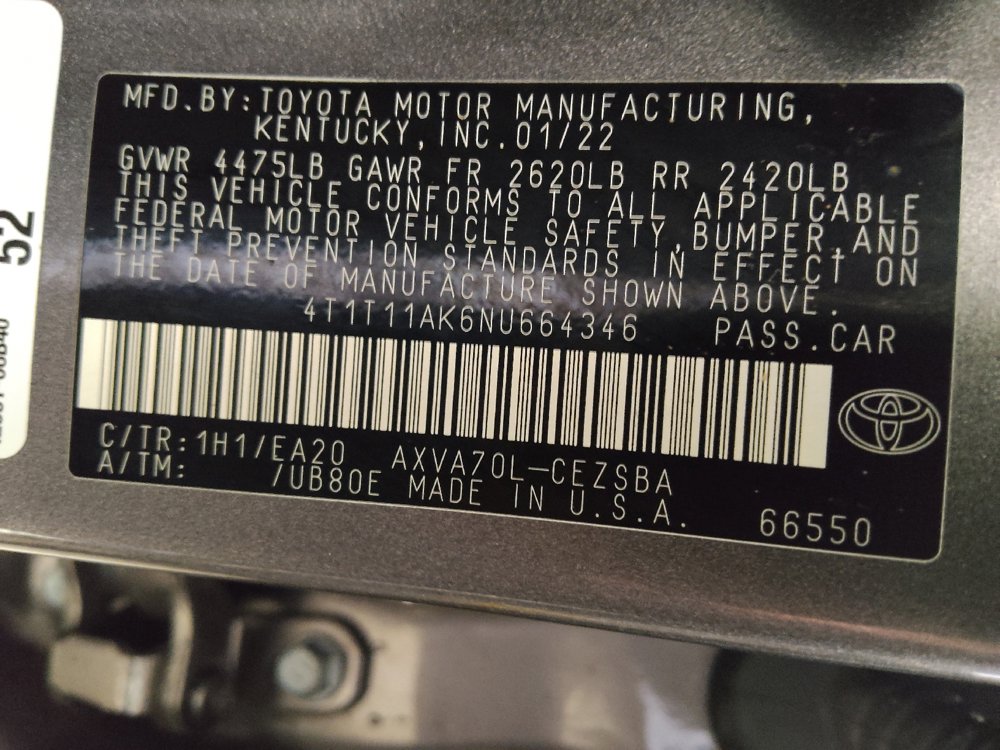 MFD.BY:TOYOTA MOTOR MANUFACTURING,
KENTUCKY,INC.01/22
GVWR 4475LB GAWR FR 2620LB RR 2420LB
THIS VEHICLE CONFORMS TO ALL APPLICABLE
FEDERAL MOTOR VEHICLE SAFETY,BUMPER,AND
THEFT PREVENTION STANDARDS IN EFFECT ON
THE DATE OF MANUFACTURE SHOWN ABOVE.
4T1T11AK6NU664346 PASS.CAR
C/TR:1H1/EA20 AXVA70L-CEZSBA
A/TM: /UB80E MADE IN U.S.A. 66550
52